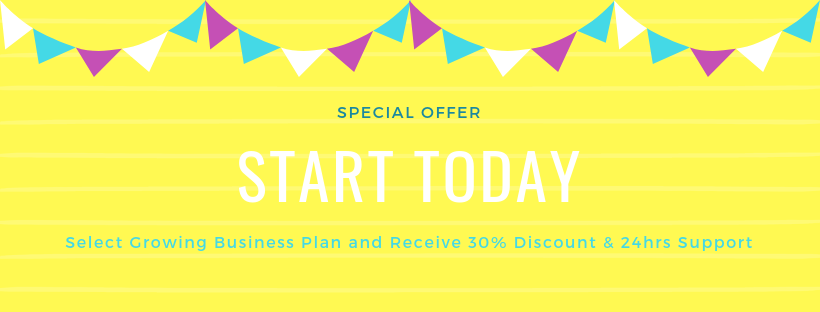 SPECIAL OFFER
START TODAY
Select Growing Business Plan and Receive 30% Discount & 24hrs Support